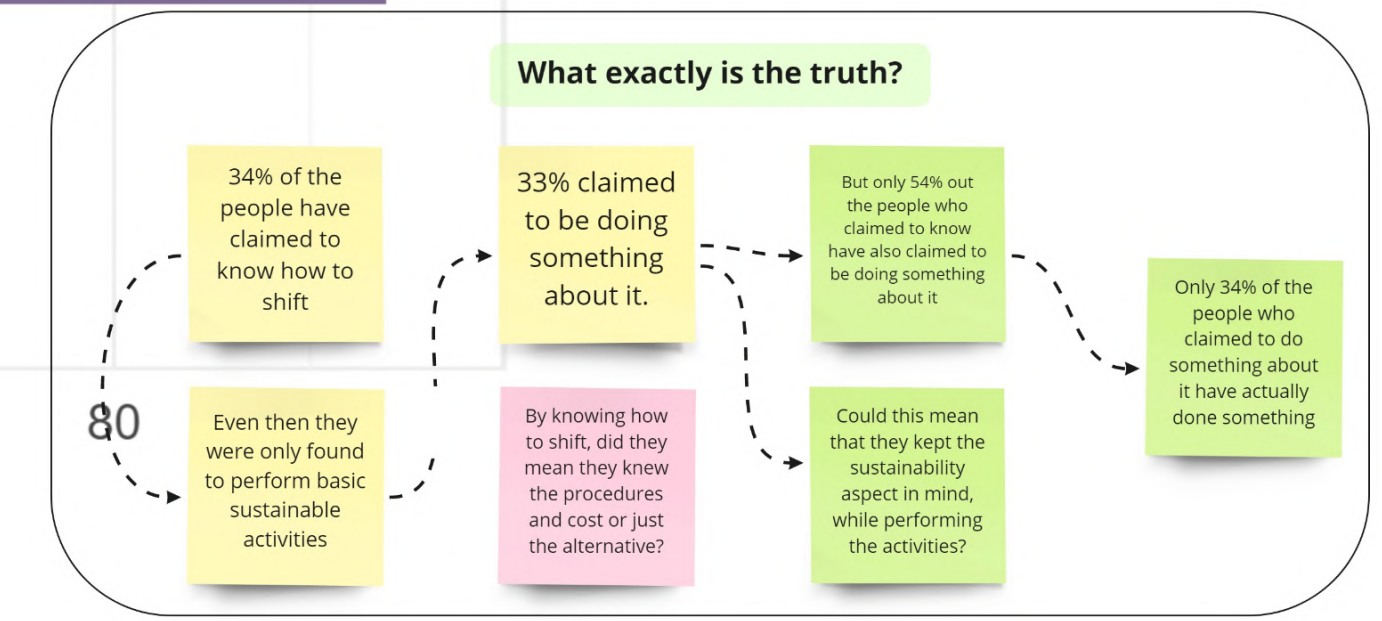 What exactly is the truth?
34% of the
people have
claimed to
know how to
shift
33% claimed
to be doing
something
about it.
But only 54% out
the people who
claimed to know
have also claimed to
be doing something
about it
Only 34% of the
people who
claimed to do
something about
it have actually
done something
80
Even then they
were only found
to perform basic
sustainable
activities
By knowing how
to shift, did they
mean they knew
the procedures
and cost or just
the alternative?
Could this mean
that they kept the
sustainability
aspect in mind,
while performing
the activities?